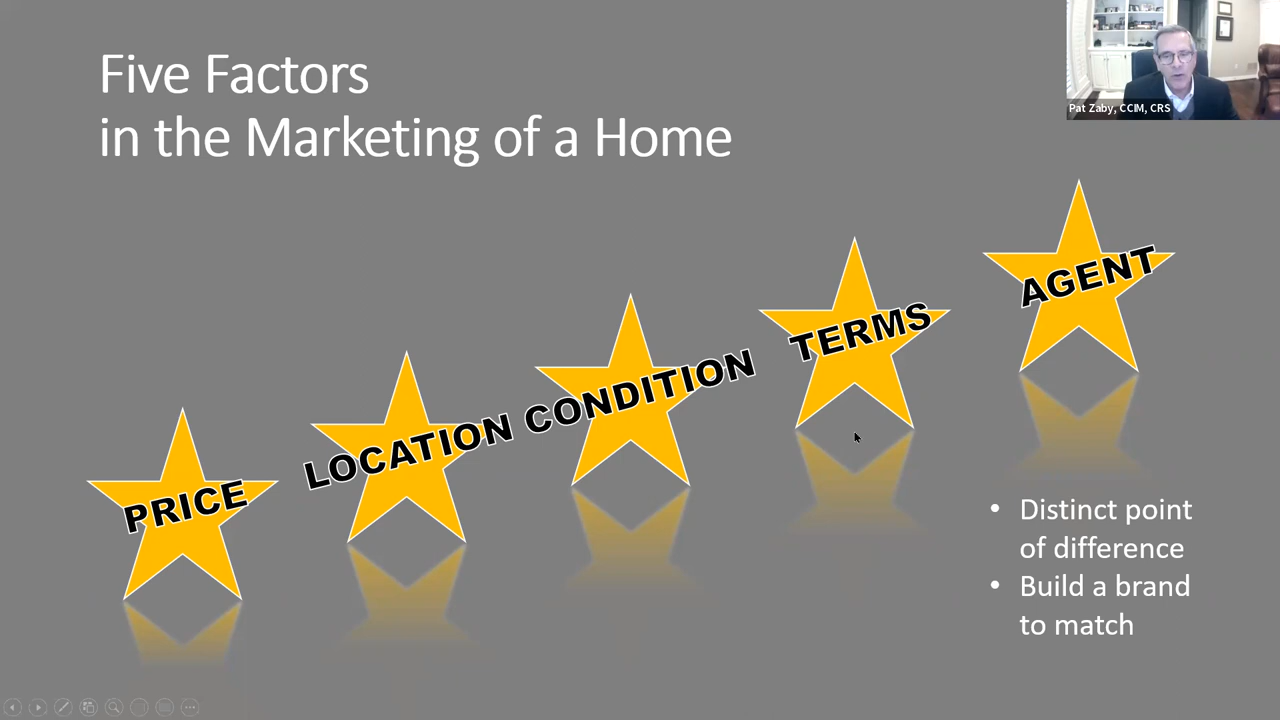 Five Factors
in the Marketing of a Home
Pat Zaby, CCIM, CRS
PRICE
LOCATION
CONDITION
TERMS
AGENT
• Distinct point
of difference
• Build a brand
to match